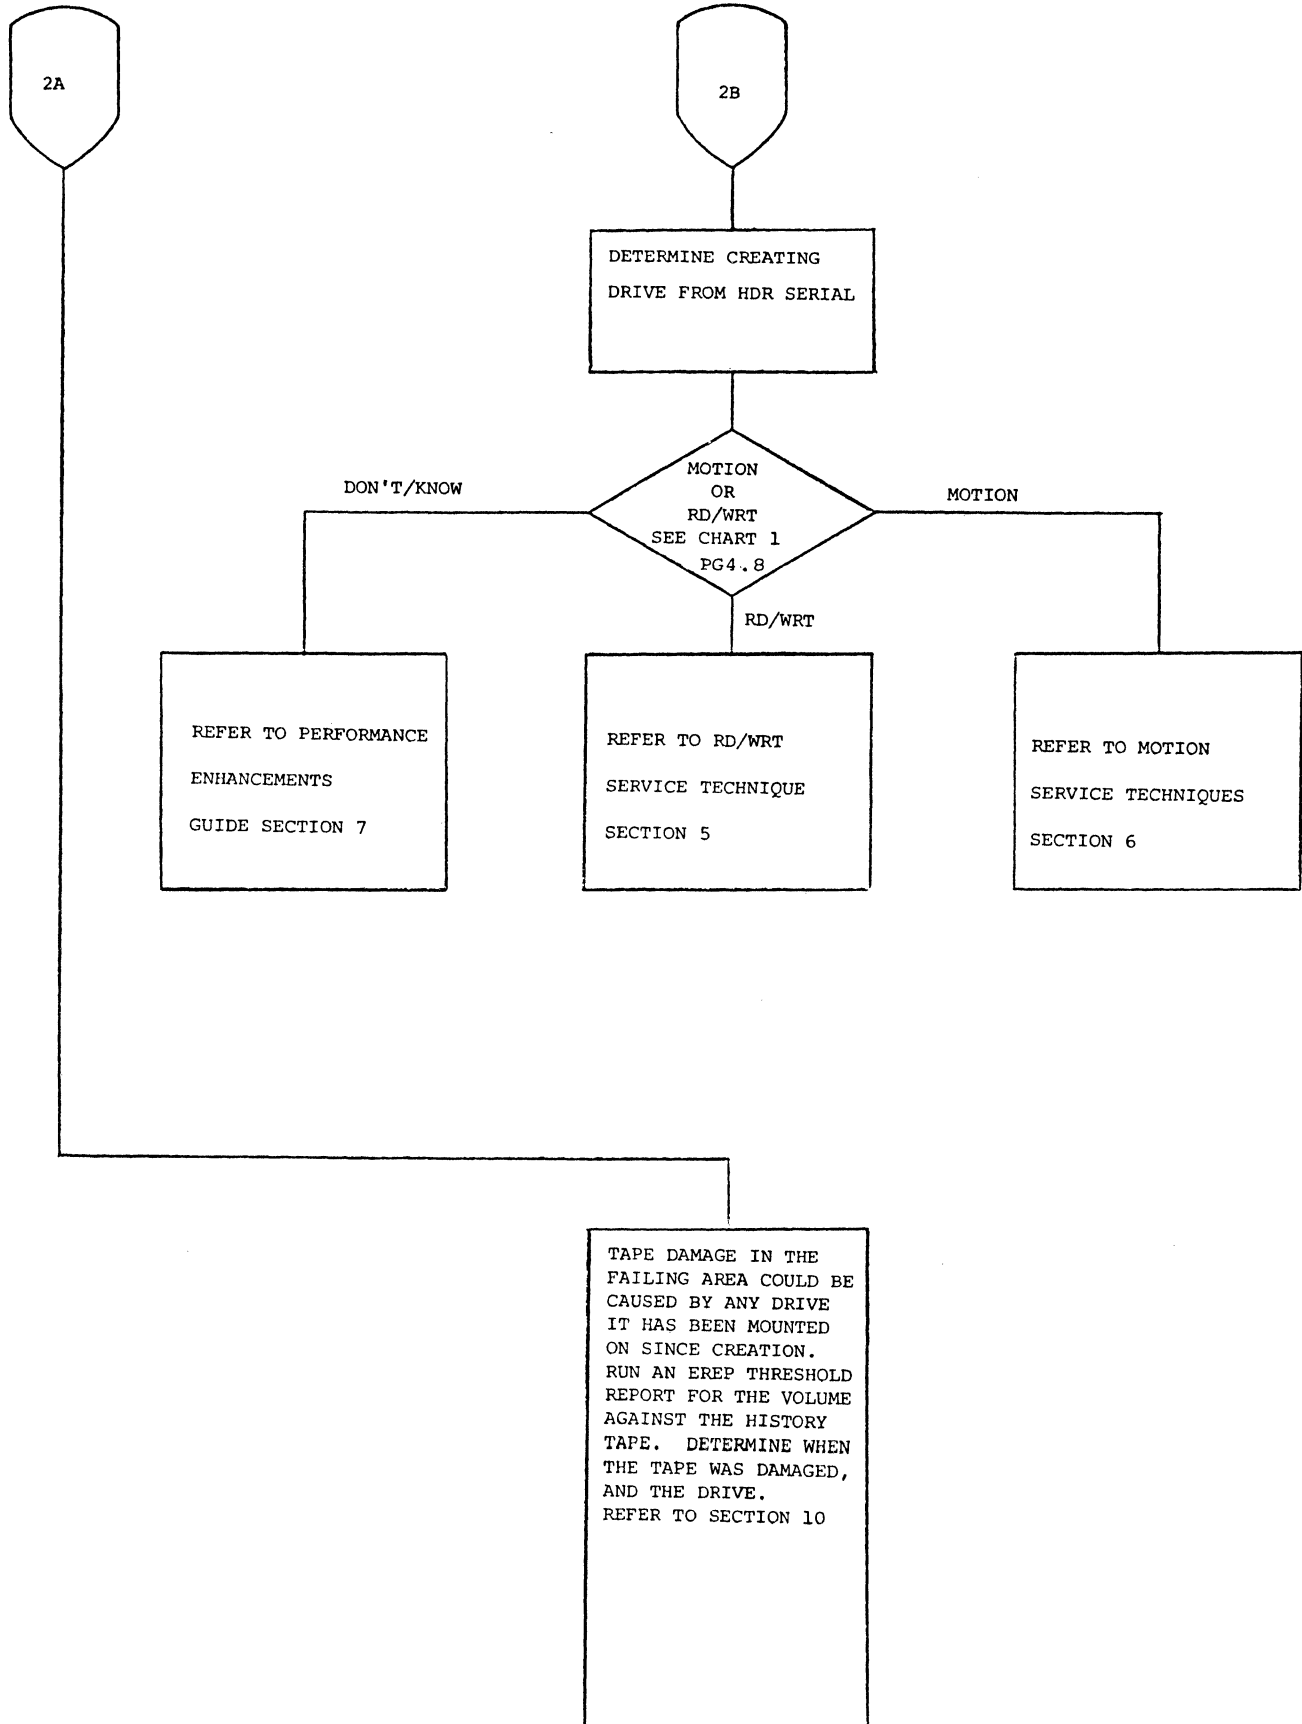 2A
2B
DETERMINE CREATING
DRIVE FROM HDR SERIAL
MOTION
OR
RD/WRT
SEE CHART 1
PG4.8
DON'T/KNOW
MOTION
RD/WRT
REFER TO PERFORMANCE
ENHANCEMENTS
GUIDE SECTION 7
REFER TO RD/WRT
SERVICE TECHNIQUE
SECTION 5
REFER TO MOTION
SERVICE TECHNIQUES
SECTION 6
TAPE DAMAGE IN THE
FAILING AREA COULD BE
CAUSED BY ANY DRIVE
IT HAS BEEN MOUNTED
ON SINCE CREATION.
RUN AN EREP THRESHOLD
REPORT FOR THE VOLUME
AGAINST THE HISTORY
TAPE. DETERMINE WHEN
THE TAPE WAS DAMAGED,
AND THE DRIVE.
REFER TO SECTION 10